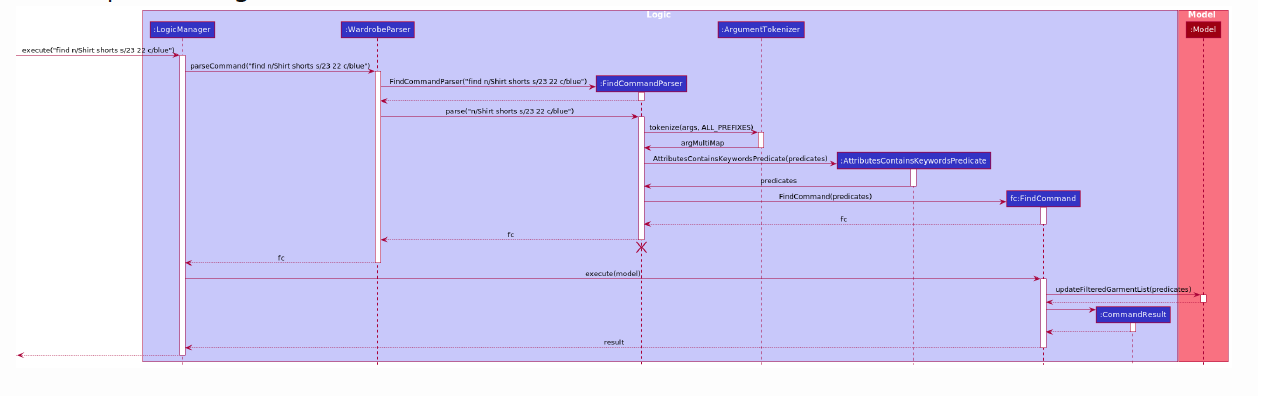 Logic
Model
:LogicManager
:WardrobeParser
:ArgumentTokenizer
:Model
execute("find n/Shirt shorts s/23 22 c/blue")
parseCommand("find n/Shirt shorts s/23 22 c/blue")
FindCommandParser("find n/Shirt shorts s/23 22 c/blue")
:FindCommandParser
parse("n/Shirt shorts s/23 22 c/blue")
tokenize(args, ALL_PREFIXES)
argMultiMap
AttributesContainsKeywordsPredicate(predicates)
:AttributesContainsKeywordsPredicate
predicates
FindCommand(predicates)
fc:FindCommand
fc
fc
fc
execute(model)
updateFilteredGarmentList(predicates)
:CommandResult
result